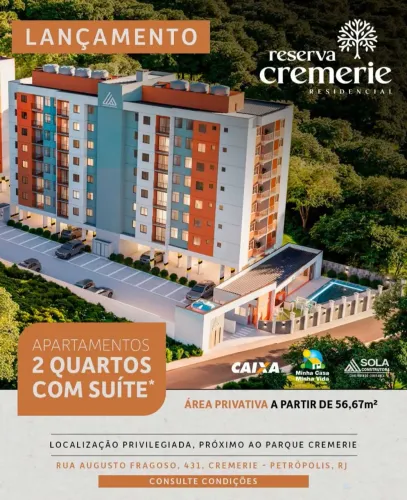 LANÇAMENTO
reserva
cremerie
RESIDENCIAL
APARTAMENTOS
2 QUARTOS
COM SUÍTE*
CAIXA
Minha Casa
Minha Vida
SOLA
CONSTRUTORA
ÁREA PRIVATIVA A PARTIR DE 56,67m²
LOCALIZAÇÃO PRIVILEGIADA, PRÓXIMO AO PARQUE CREMERIE
RUA AUGUSTO FRAGOSO, 431, CREMERIE - PETRÓPOLIS, RJ
CONSULTE CONDIÇÕES